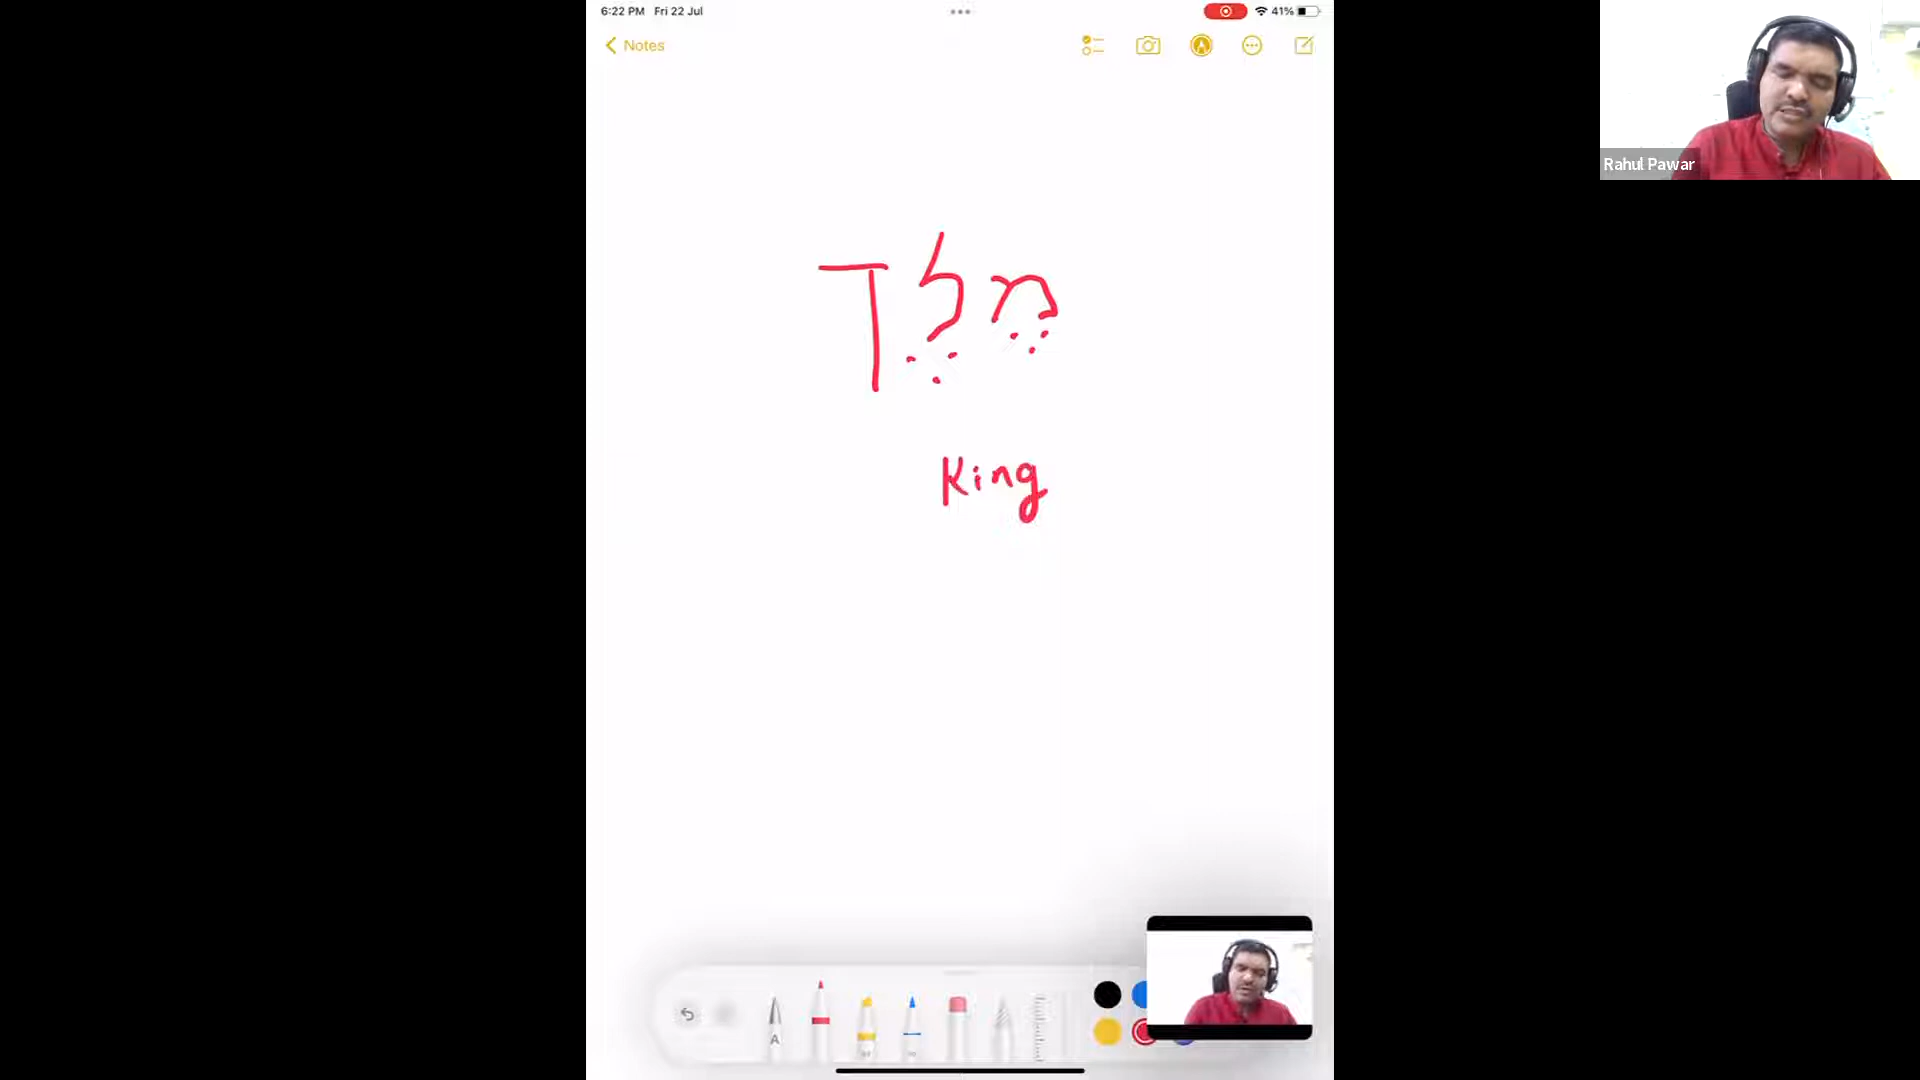 6:22 PM Fri 22 Jul
41%
Notes
Rahul Pawar
מֶלֶך
King
A